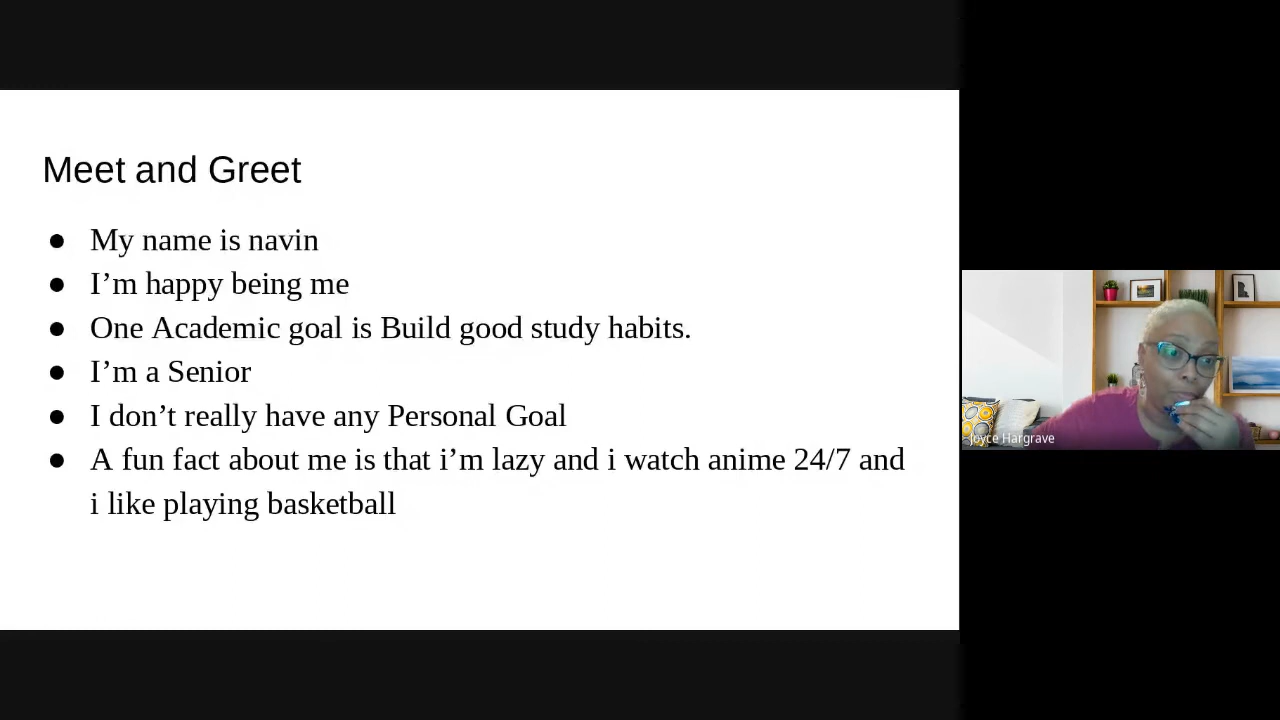 Meet and Greet
● My name is navin
● I’m happy being me
● One Academic goal is Build good study habits.
● I’m a Senior
● I don’t really have any Personal Goal
● A fun fact about me is that i’m lazy and i watch anime 24/7 and
i like playing basketball
Joyce Hargrave